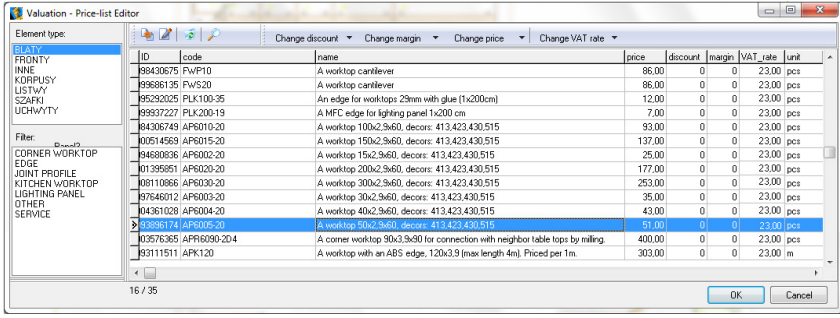 Valuation - Price-list Editor
Element type:
BLATY
FRONTY
INNE
KORPUSY
LISTWY
SZAFKI
UCHWYTY
Filter:
CORNER WORKTOP
EDGE
JOINT PROFILE
KITCHEN WORKTOP
LIGHTING PANEL
OTHER
SERVICE
Change discount Change margin Change price Change VAT rate
ID code name price discount margin VAT_rate unit
98430675 FWP10 A worktop cantilever 86,00 0 0 23,00 pcs
99686135 FWS20 A worktop cantilever 86,00 0 0 23,00 pcs
95292025 PLK100-35 An edge for worktops 29mm with glue (1x200cm) 12,00 0 0 23,00 pcs
99937227 PLK200-19 A MFC edge for lighting panel 1x200 cm 7,00 0 0 23,00 pcs
84306749 AP6010-20 A worktop 100x2,9x60, decors: 413,423,430,515 93,00 0 0 23,00 pcs
00514569 AP6015-20 A worktop 150x2,9x60, decors: 413,423,430,515 137,00 0 0 23,00 pcs
94680836 AP6002-20 A worktop 15x2,9x60, decors: 413,423,430,515 25,00 0 0 23,00 pcs
01395851 AP6020-20 A worktop 200x2,9x60, decors: 413,423,430,515 177,00 0 0 23,00 pcs
08110866 AP6030-20 A worktop 300x2,9x60, decors: 413,423,430,515 253,00 0 0 23,00 pcs
97646012 AP6003-20 A worktop 30x2,9x60, decors: 413,423,430,515 35,00 0 0 23,00 pcs
04361028 AP6004-20 A worktop 40x2,9x60, decors: 413,423,430,515 43,00 0 0 23,00 pcs
93896174 AP6005-20 A worktop 50x2,9x60, decors: 413,423,430,515 51,00 0 0 23,00 pcs
03576365 APR6090-2D4 A corner worktop 90x3,9x90 for connection with neighbor table tops by milling. 400,00 0 0 23,00 pcs
93111511 APK120 A worktop with an ABS edge, 120x3,9 (max length 4m). Priced per 1m. 303,00 0 0 23,00 m
16 / 35
OK Cancel